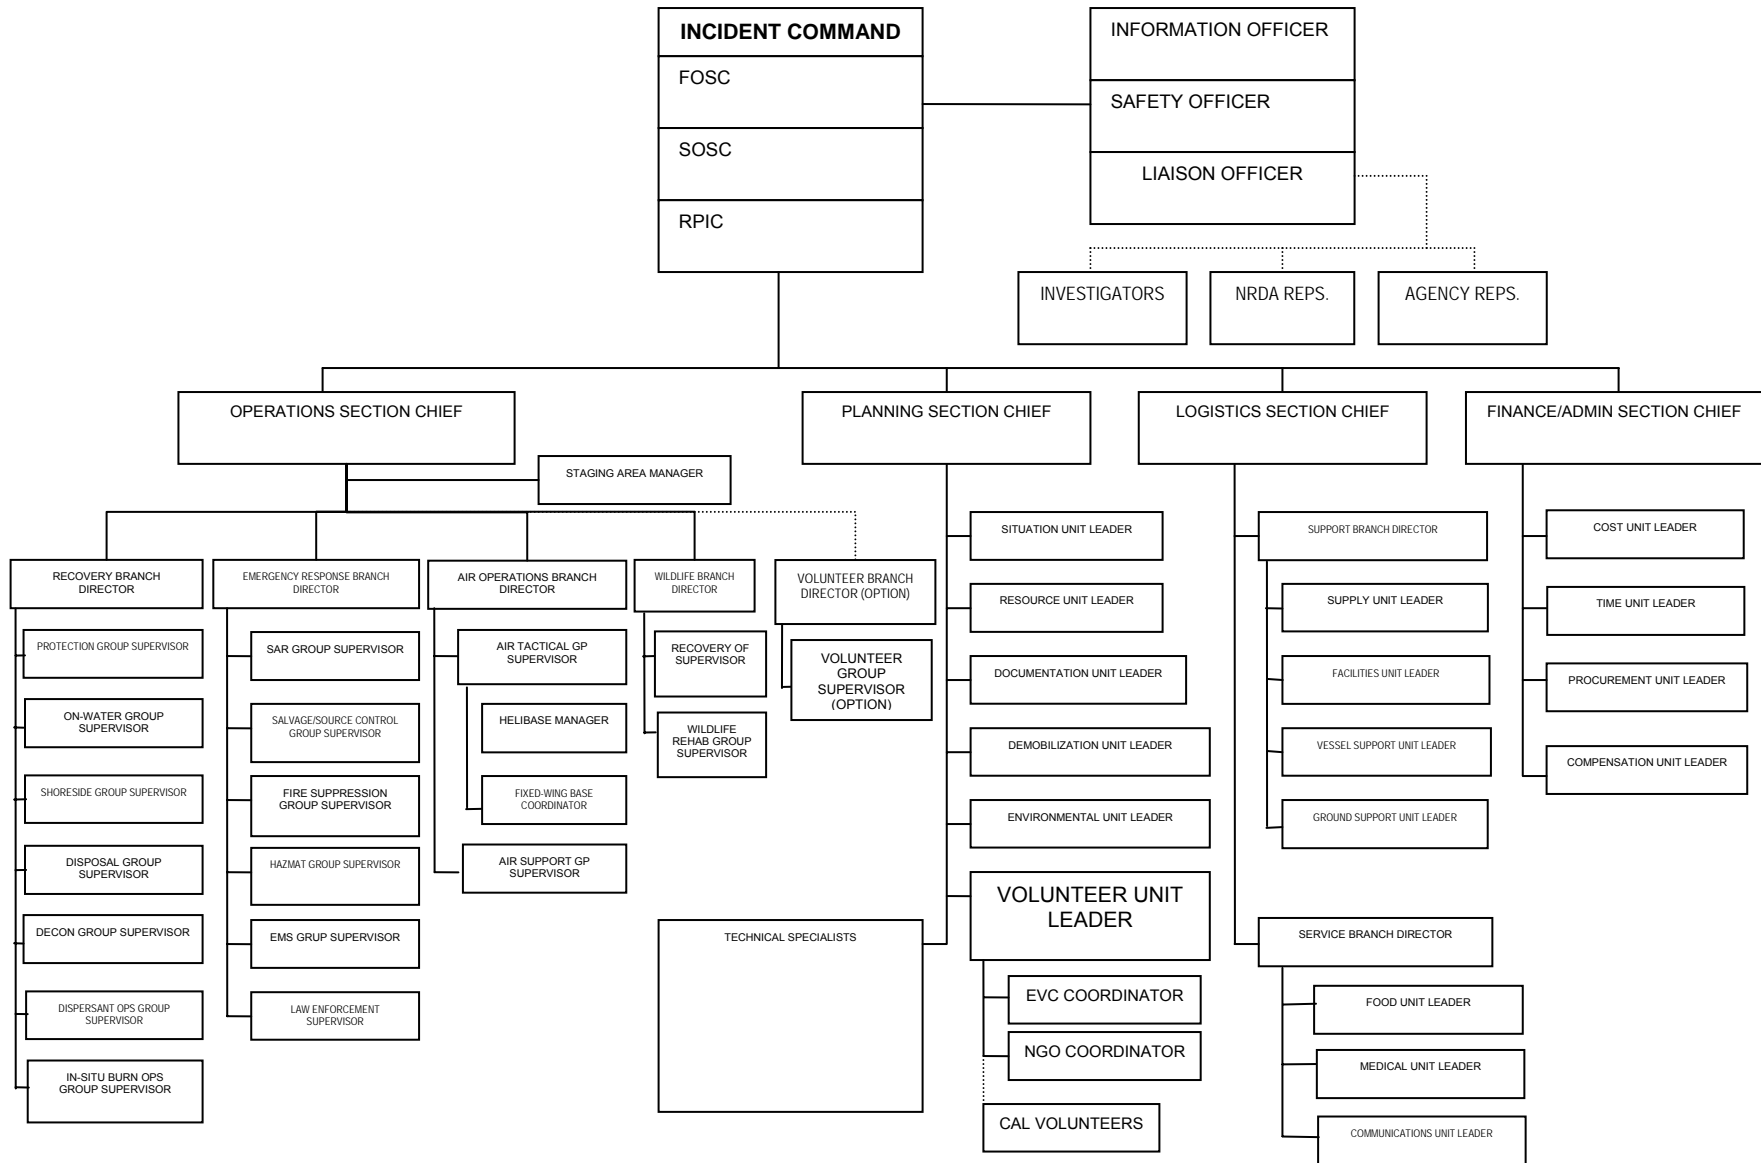 INCIDENT COMMAND
FOSC
SOSC
RPIC
INFORMATION OFFICER
SAFETY OFFICER
LIAISON OFFICER
INVESTIGATORS
NRDA REPS.
AGENCY REPS.
OPERATIONS SECTION CHIEF
PLANNING SECTION CHIEF
LOGISTICS SECTION CHIEF
FINANCE/ADMIN SECTION CHIEF
STAGING AREA MANAGER
RECOVERY BRANCH
DIRECTOR
PROTECTION GROUP SUPERVISOR
ON-WATER GROUP
SUPERVISOR
SHORESIDE GROUP SUPERVISOR
DISPOSAL GROUP
SUPERVISOR
DECON GROUP SUPERVISOR
DISPERSANT OPS GROUP
SUPERVISOR
IN-SITU BURN OPS
GROUP SUPERVISOR
EMERGENCY RESPONSE BRANCH
DIRECTOR
SAR GROUP SUPERVISOR
SALVAGE/SOURCE CONTROL
GROUP SUPERVISOR
FIRE SUPPRESSION
GROUP SUPERVISOR
HAZMAT GROUP SUPERVISOR
EMS GRUP SUPERVISOR
LAW ENFORCEMENT
SUPERVISOR
AIR OPERATIONS BRANCH
DIRECTOR
AIR TACTICAL GP
SUPERVISOR
HELIBASE MANAGER
FIXED-WING BASE
COORDINATOR
AIR SUPPORT GP
SUPERVISOR
WILDLIFE BRANCH
DIRECTOR
RECOVERY OF
SUPERVISOR
WILDLIFE
REHAB GROUP
SUPERVISOR
VOLUNTEER BRANCH
DIRECTOR (OPTION)
VOLUNTEER
GROUP
SUPERVISOR
(OPTION)
SITUATION UNIT LEADER
RESOURCE UNIT LEADER
DOCUMENTATION UNIT LEADER
DEMOBILIZATION UNIT LEADER
ENVIRONMENTAL UNIT LEADER
VOLUNTEER UNIT
LEADER
TECHNICAL SPECIALISTS
EVC COORDINATOR
NGO COORDINATOR
CAL VOLUNTEERS
SUPPORT BRANCH DIRECTOR
SUPPLY UNIT LEADER
FACILITIES UNIT LEADER
VESSEL SUPPORT UNIT LEADER
GROUND SUPPORT UNIT LEADER
SERVICE BRANCH DIRECTOR
FOOD UNIT LEADER
MEDICAL UNIT LEADER
COMMUNICATIONS UNIT LEADER
COST UNIT LEADER
TIME UNIT LEADER
PROCUREMENT UNIT LEADER
COMPENSATION UNIT LEADER